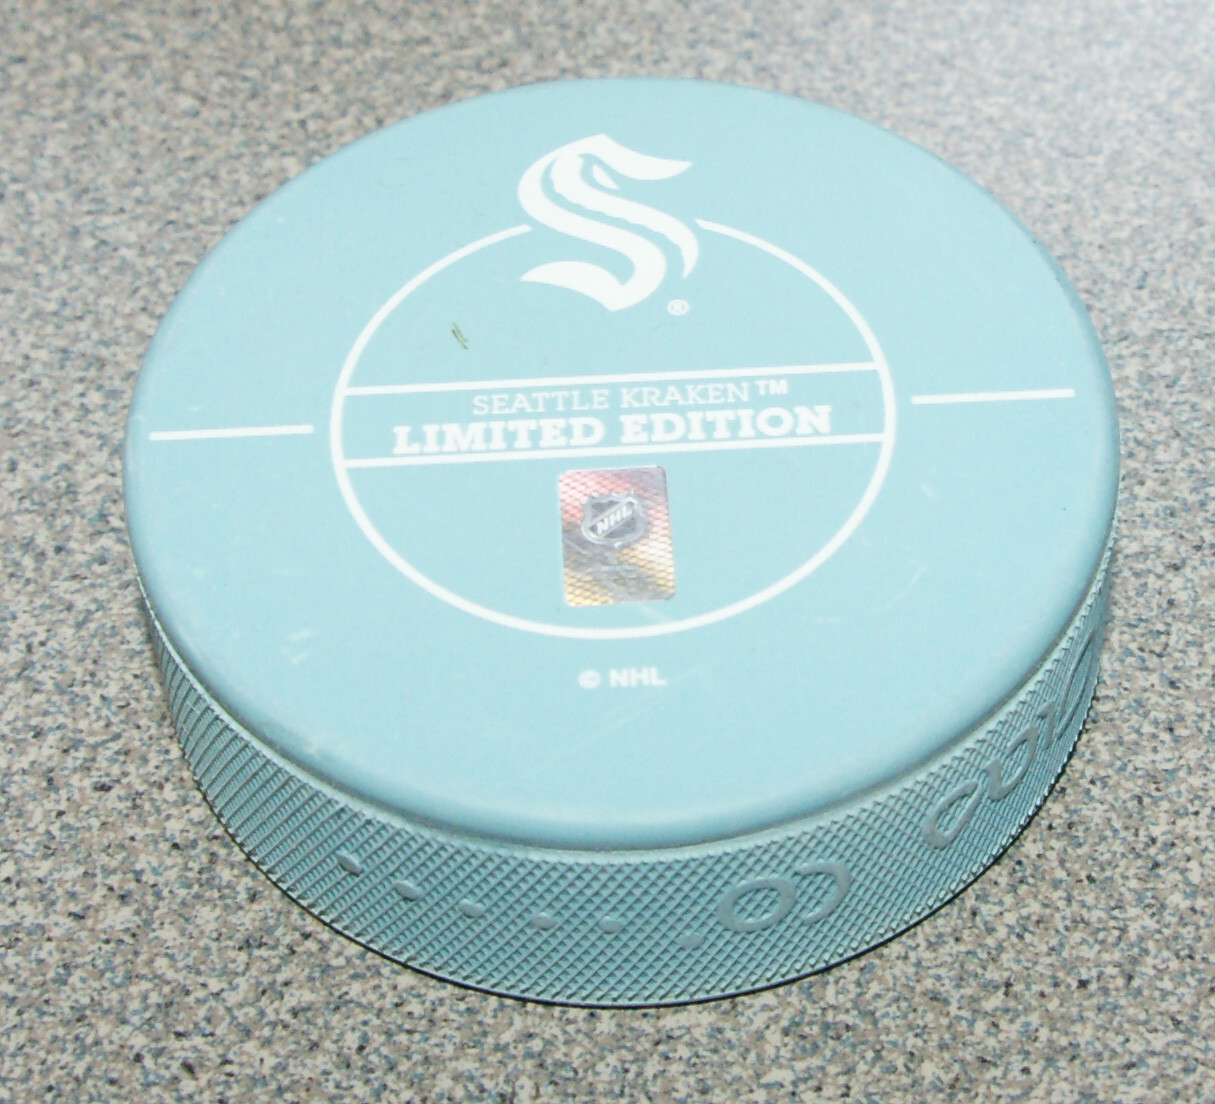 ®
SEATTLE KRAKEN™
LIMITED EDITION
NHL
© NHL